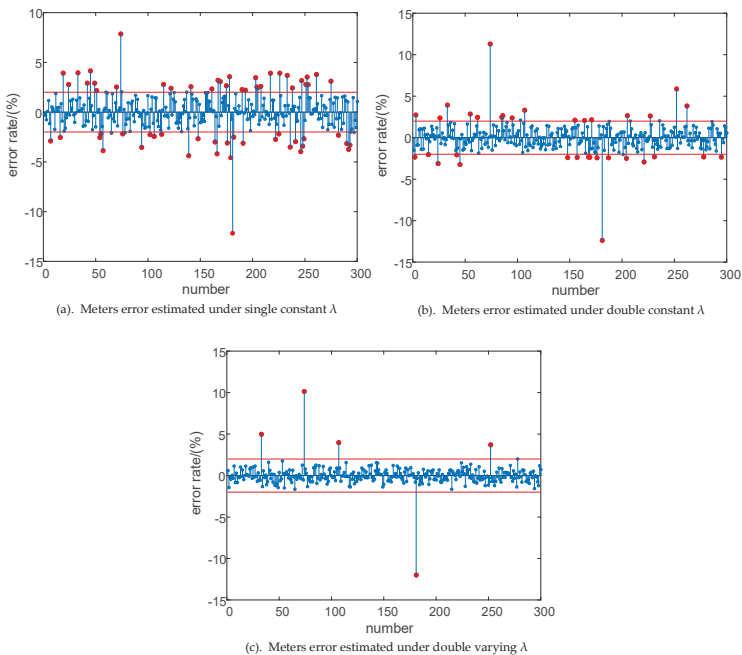 10
5
0
-5
-10
-15
error rate/(%)
0 50 100 150 200 250 300
number
(a). Meters error estimated under single constant λ
15
10
5
0
-5
-10
-15
error rate/(%)
0 50 100 150 200 250 300
number
(b). Meters error estimated under double constant λ
15
10
5
0
-5
-10
-15
error rate/(%)
0 50 100 150 200 250 300
number
(c). Meters error estimated under double varying λ